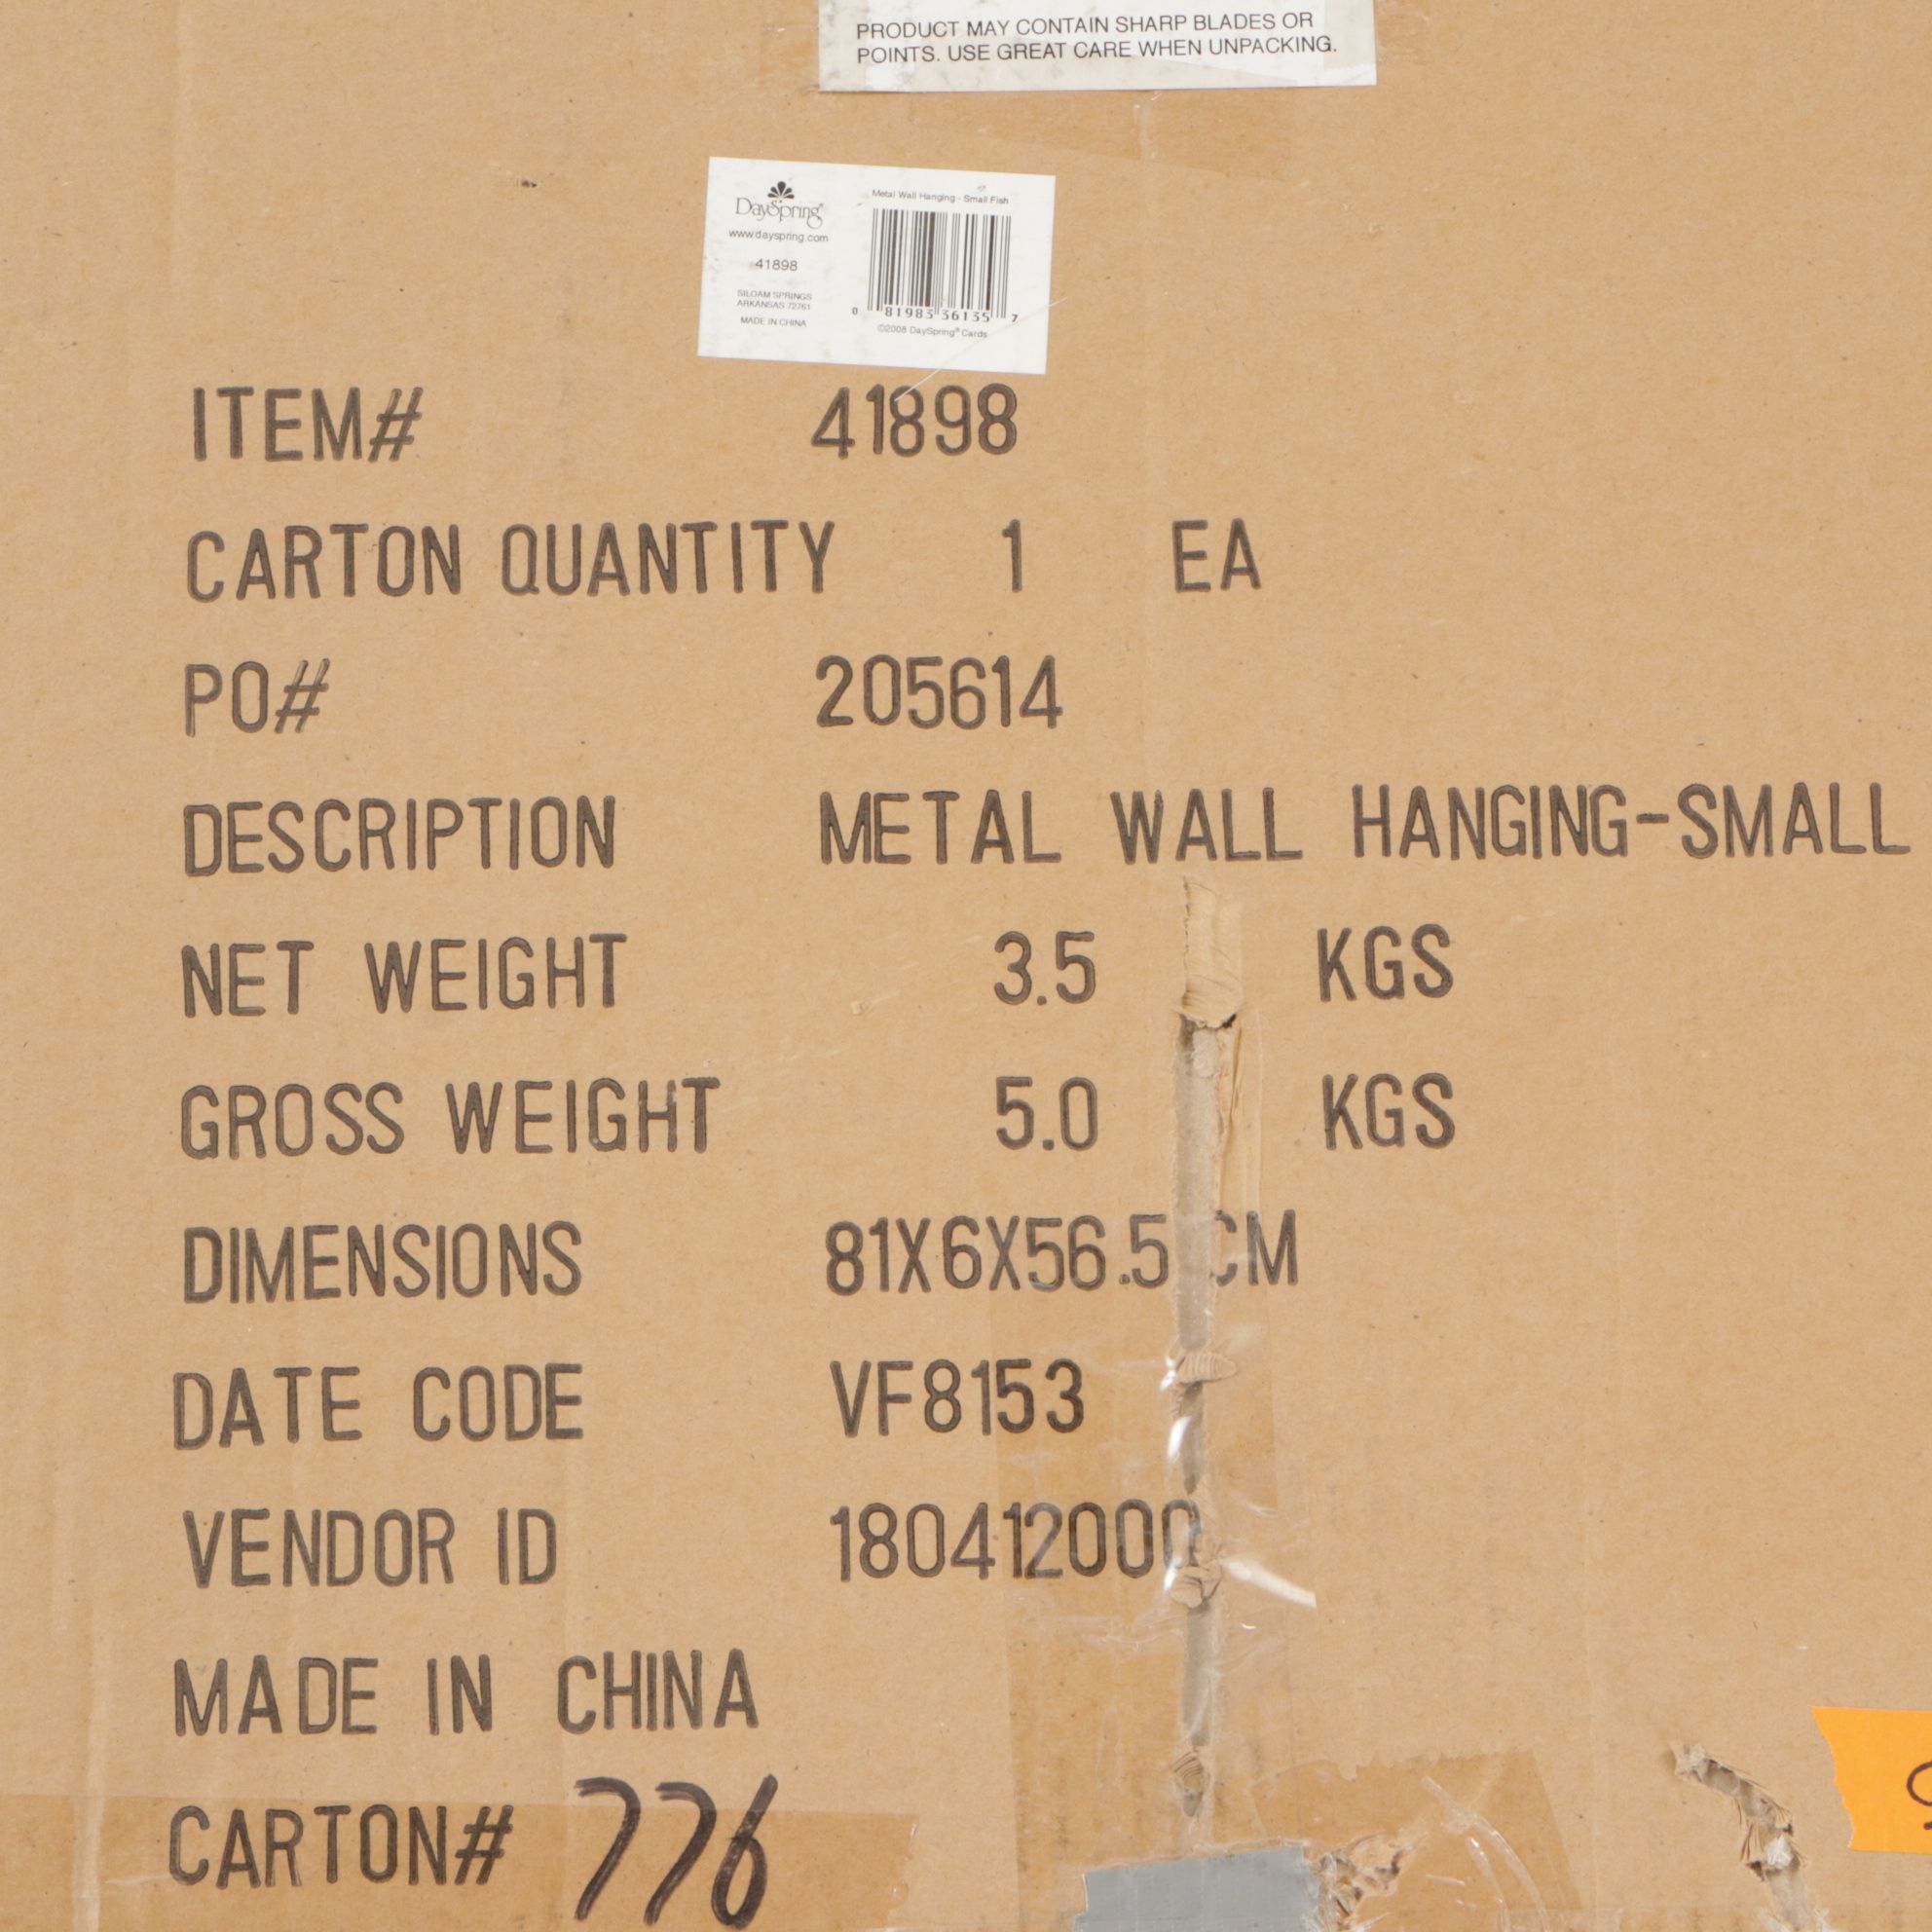 PRODUCT MAY CONTAIN SHARP BLADES OR
POINTS. USE GREAT CARE WHEN UNPACKING.
DaySpring®
www.dayspring.com
41898
SILOAM SPRINGS
ARKANSAS 72761
MADE IN CHINA
Metal Wall Hanging - Small Fish
0 81983 36135 7
©2008 DaySpring® Cards
ITEM# 41898
CARTON QUANTITY 1 EA
PO# 205614
DESCRIPTION METAL WALL HANGING-SMALL
NET WEIGHT 3.5 KGS
GROSS WEIGHT 5.0 KGS
DIMENSIONS 81X6X56.5 CM
DATE CODE VF8153
VENDOR ID 180412000
MADE IN CHINA
CARTON# 776